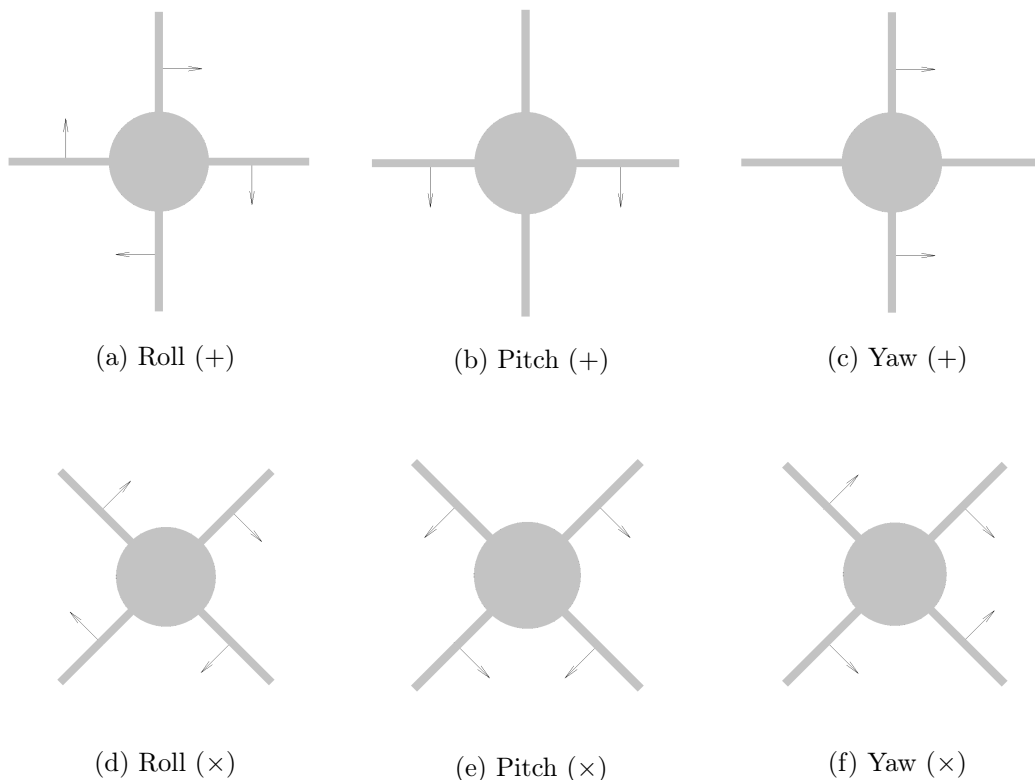 (a) Roll (+)
(b) Pitch (+)
(c) Yaw (+)
(d) Roll (×)
(e) Pitch (×)
(f) Yaw (×)